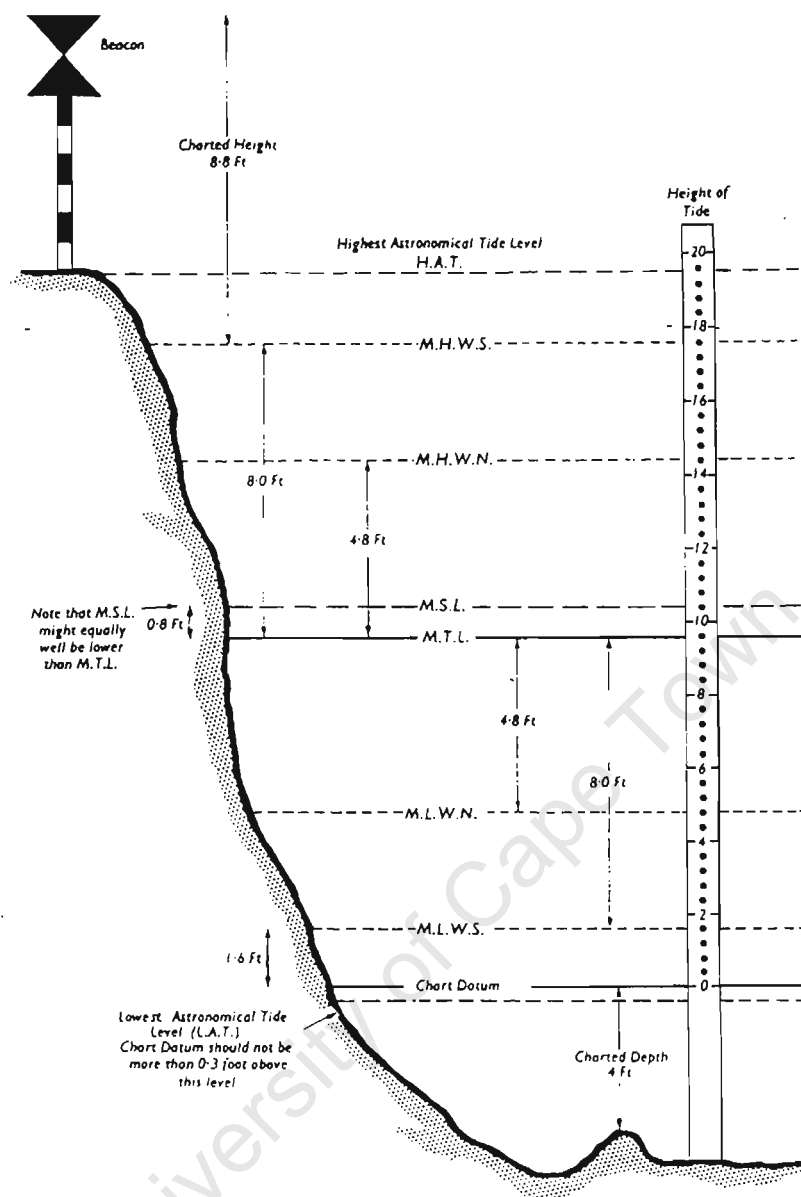 Beacon
Charted Height
8·8 Ft
Height of
Tide
Highest Astronomical Tide Level
H.A.T.
20
18
M.H.W.S.
16
M.H.W.N.
14
8·0 Ft
4·8 Ft
12
Note that M.S.L.
might equally
well be lower
than M.T.L.
0·8 Ft
M.S.L.
10
M.T.L.
8
4·8 Ft
8·0 Ft
6
M.L.W.N.
4
2
M.L.W.S.
1·6 Ft
Chart Datum
0
Lowest Astronomical Tide
Level (L.A.T.)
Chart Datum should not be
more than 0·3 foot above
this level
Charted Depth
4 Ft
University of Cape Town